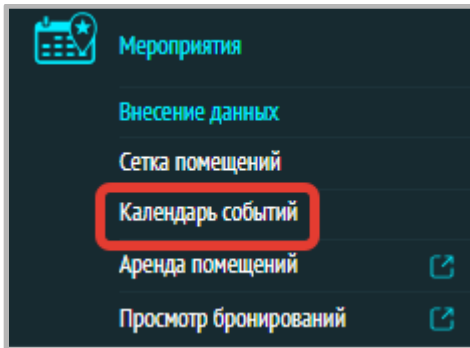 Мероприятия
Внесение данных
Сетка помещений
Календарь событий
Аренда помещений
Просмотр бронирований